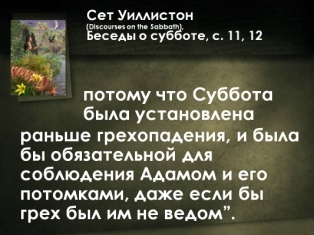 Сет Уиллистон
(Discourses on the Sabbath),
Беседы о субботе, с. 11, 12
потому что Суббота
была установлена
раньше грехопадения, и была
бы обязательной для
соблюдения Адамом и его
потомками, даже если бы
грех был им не ведом”.